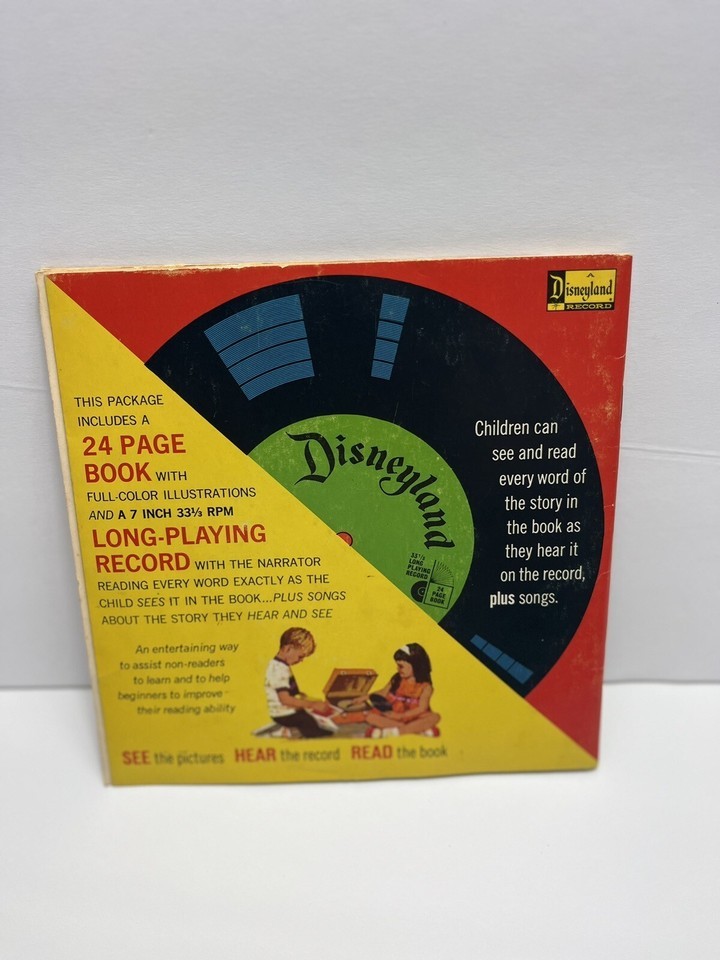 Disneyland
RECORD
THIS PACKAGE
INCLUDES A
24 PAGE
BOOK WITH
FULL-COLOR ILLUSTRATIONS
AND A 7 INCH 33⅓ RPM
LONG-PLAYING
RECORD WITH THE NARRATOR
READING EVERY WORD EXACTLY AS THE
CHILD SEES IT IN THE BOOK...PLUS SONGS
ABOUT THE STORY THEY HEAR AND SEE
An entertaining way
to assist non-readers
to learn and to help
beginners to improve
their reading ability
SEE the pictures HEAR the record READ the book
Disneyland
33⅓
LONG
PLAYING
RECORD
24
PAGE
BOOK
Children can
see and read
every word of
the story in
the book as
they hear it
on the record,
plus songs.